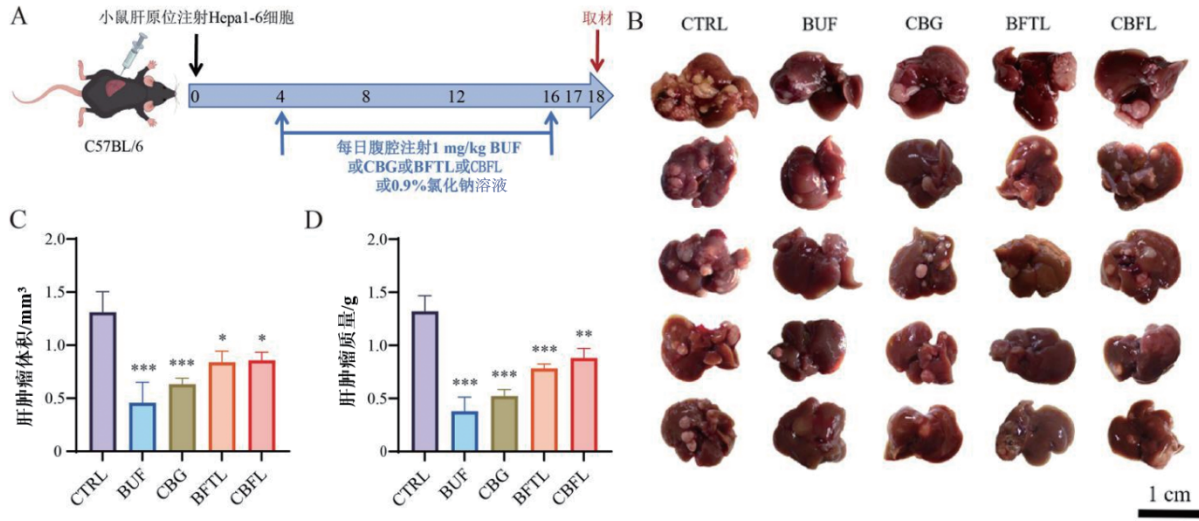 A
小鼠肝原位注射Hepa1-6细胞
取材
0 4 8 12 16 17 18
C57BL/6
每日腹腔注射1 mg/kg BUF
或CBG或BFTL或CBFL
或0.9%氯化钠溶液
B
CTRL BUF CBG BFTL CBFL
1 cm
C
肝肿瘤体积/mm³
2.0
1.5
1.0
0.5
0
*** *** * *
CTRL BUF CBG BFTL CBFL
D
肝肿瘤质量/g
2.0
1.5
1.0
0.5
0
*** *** *** **
CTRL BUF CBG BFTL CBFL